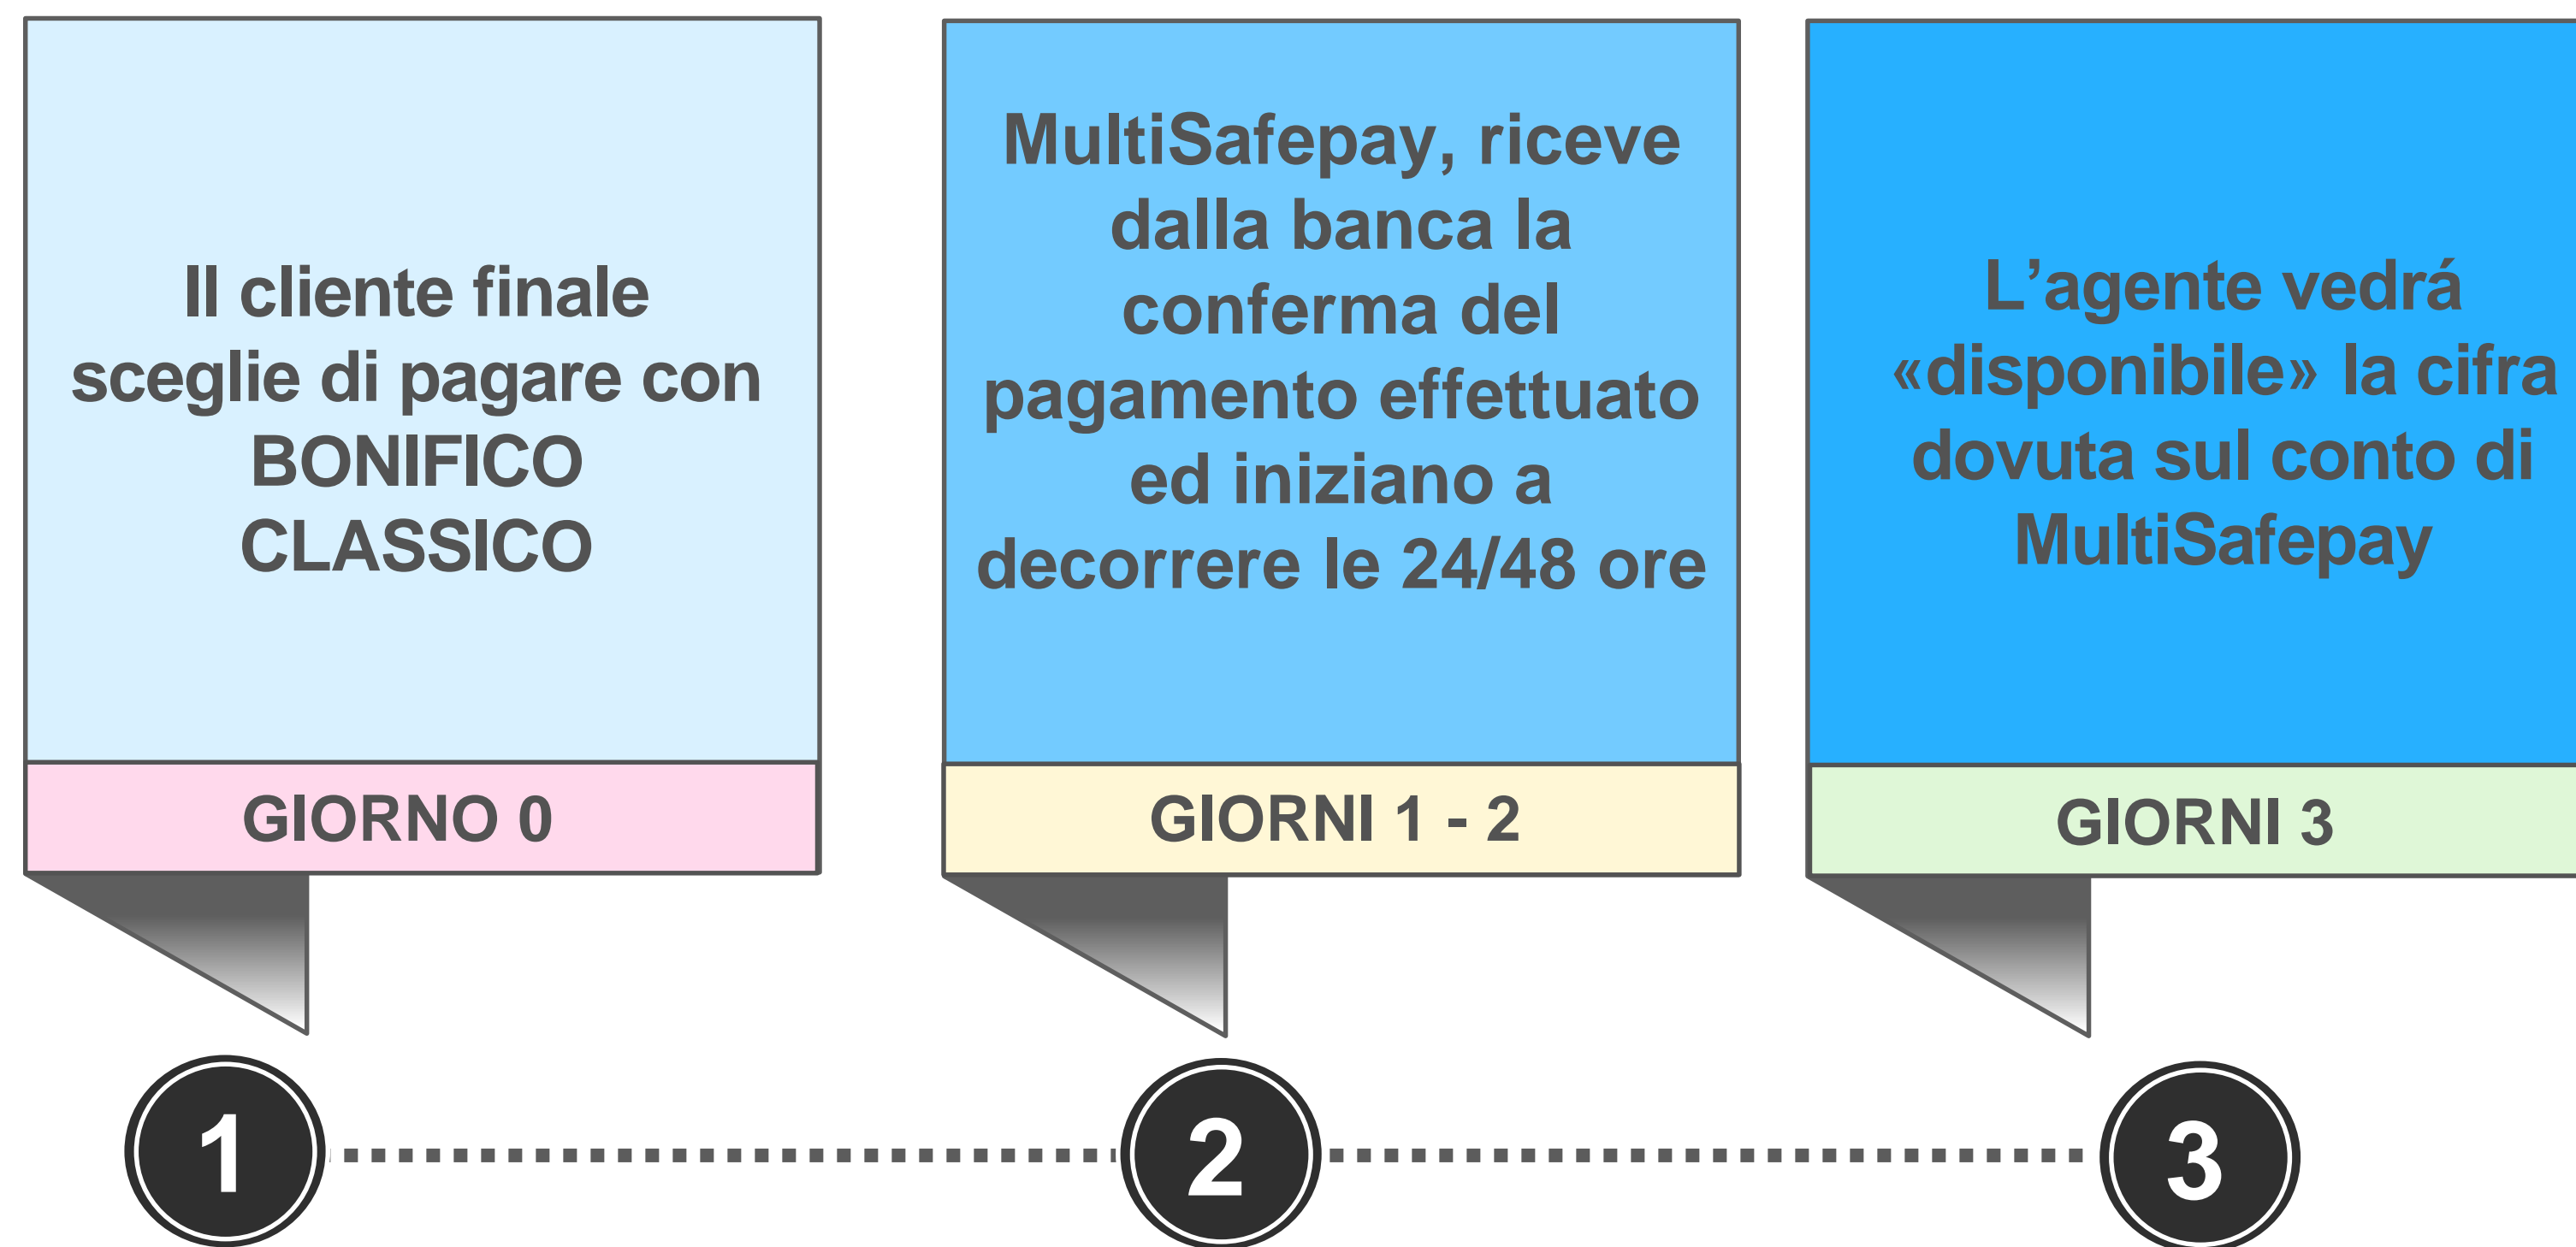 Il cliente finale
sceglie di pagare con
BONIFICO
CLASSICO
GIORNO 0
MultiSafepay, riceve
dalla banca la
conferma del
pagamento effettuato
ed iniziano a
decorrere le 24/48 ore
GIORNI 1 - 2
L’agente vedrá
«disponibile» la cifra
dovuta sul conto di
MultiSafepay
GIORNI 3
1
2
3